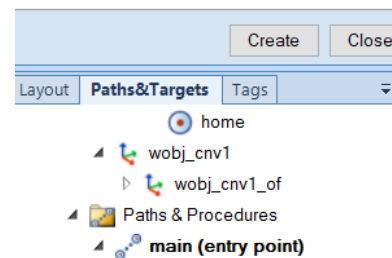 Create Close
Layout Paths&Targets Tags
home
wobj_cnv1
wobj_cnv1_of
Paths & Procedures
main (entry point)